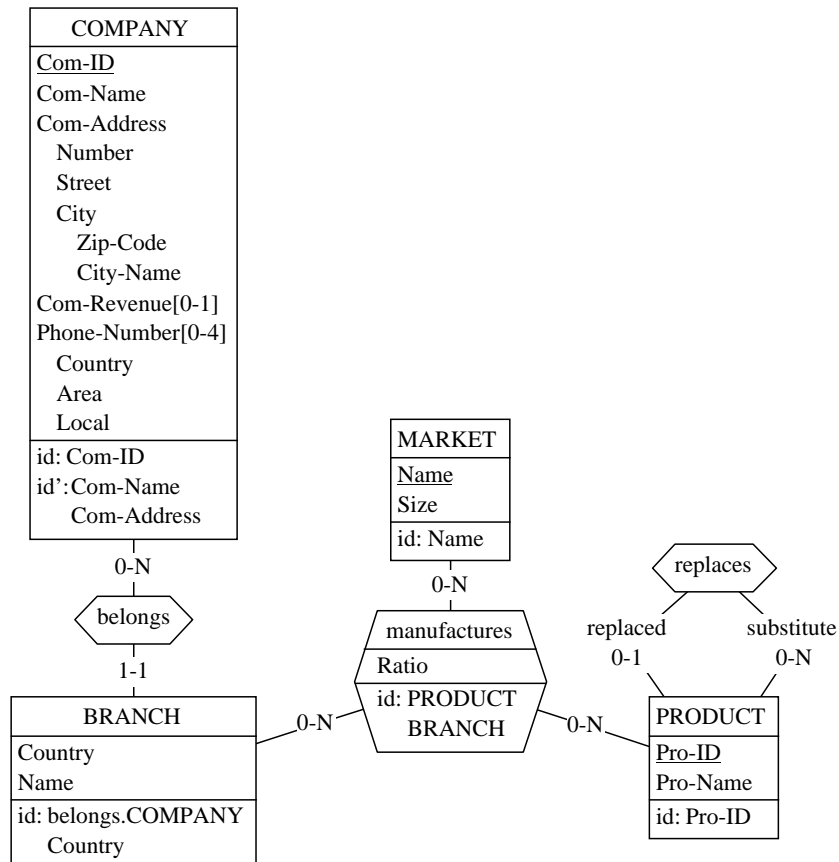 COMPANY
Com-ID
Com-Name
Com-Address
Number
Street
City
Zip-Code
City-Name
Com-Revenue[0-1]
Phone-Number[0-4]
Country
Area
Local
id: Com-ID
id':Com-Name
Com-Address
0-N
belongs
1-1
BRANCH
Country
Name
id: belongs.COMPANY
Country
MARKET
Name
Size
id: Name
0-N
manufactures
Ratio
id: PRODUCT
BRANCH
0-N
0-N
replaces
replaced
0-1
substitute
0-N
PRODUCT
Pro-ID
Pro-Name
id: Pro-ID